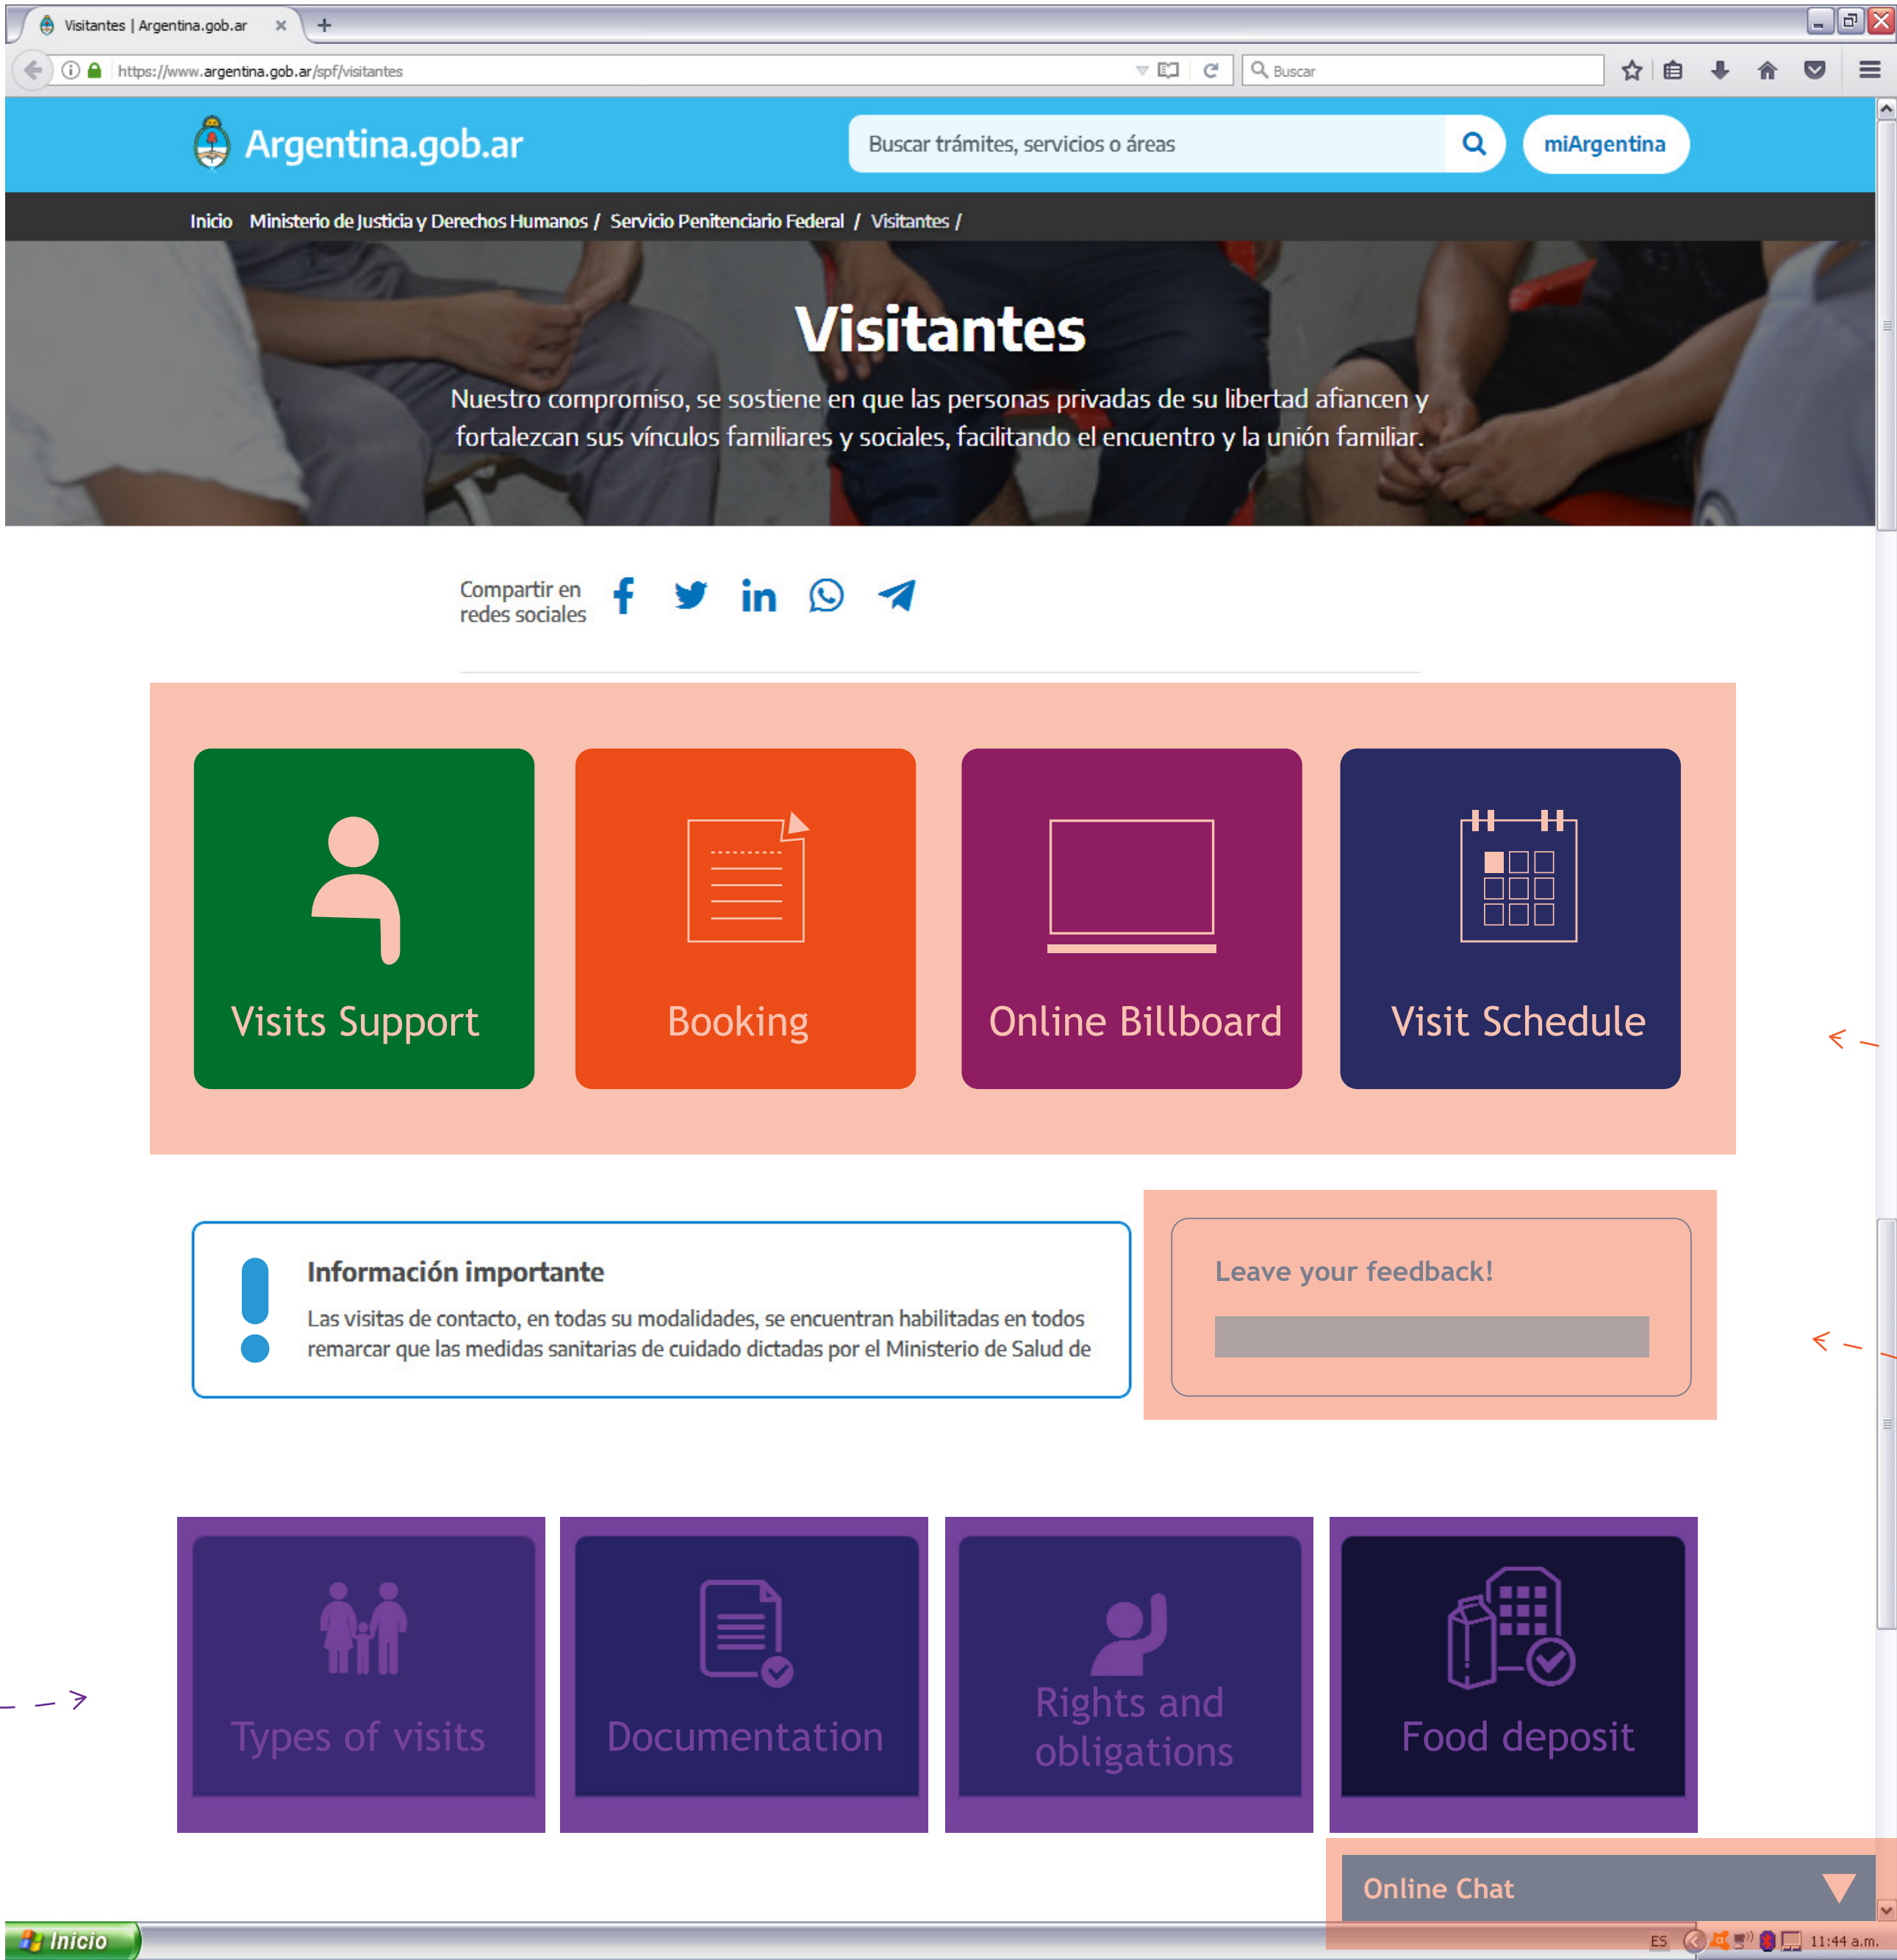 Visitantes | Argentina.gob.ar
https://www.argentina.gob.ar/spf/visitantes
Buscar
Argentina.gob.ar
Buscar trámites, servicios o áreas
miArgentina
Inicio Ministerio de Justicia y Derechos Humanos / Servicio Penitenciario Federal / Visitantes /
Visitantes
Nuestro compromiso, se sostiene en que las personas privadas de su libertad afiancen y
fortalezcan sus vínculos familiares y sociales, facilitando el encuentro y la unión familiar.
Compartir en
redes sociales
Visits Support
Booking
Online Billboard
Visit Schedule
Información importante
Las visitas de contacto, en todas su modalidades, se encuentran habilitadas en todos
remarcar que las medidas sanitarias de cuidado dictadas por el Ministerio de Salud de
Leave your feedback!
Types of visits
Documentation
Rights and
obligations
Food deposit
Online Chat
Inicio
ES
11:44 a.m.